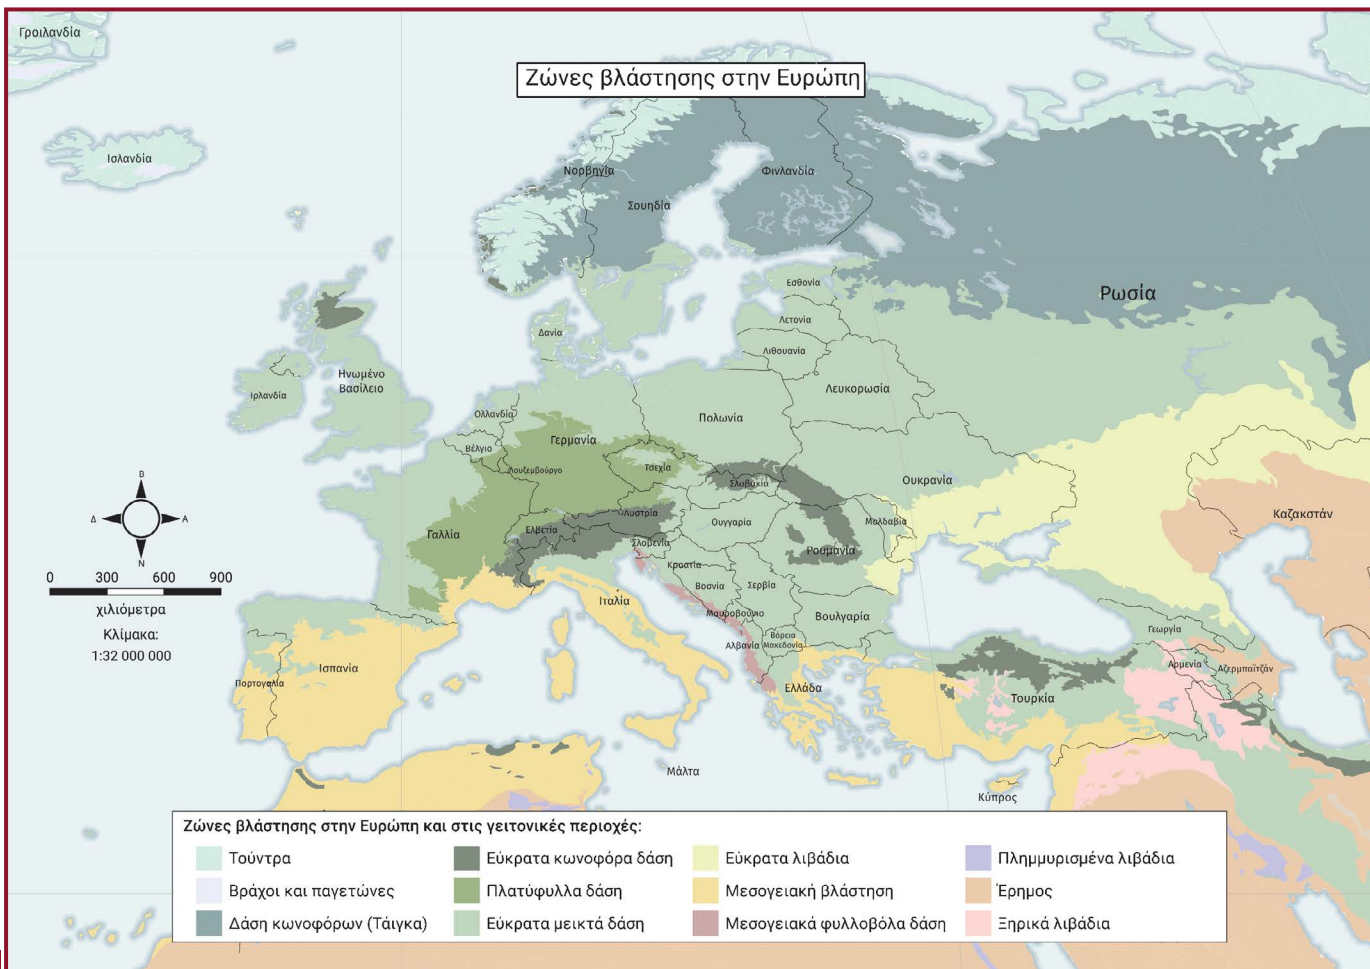 Γροιλανδία
Ζώνες βλάστησης στην Ευρώπη
Ισλανδία
Νορβηγία
Φινλανδία
Σουηδία
Ρωσία
Εσθονία
Λετονία
Δανία
Λιθουανία
Ηνωμένο
Βασίλειο
Ιρλανδία
Λευκορωσία
Ολλανδία
Πολωνία
Γερμανία
Βέλγιο
Λουξεμβούργο
Τσεχία
Σλοβακία
Ουκρανία
Β
Δ
Α
Ν
Καζακστάν
Αυστρία
Ουγγαρία
Μολδαβία
Γαλλία
Ελβετία
Σλοβενία
Ρουμανία
Κροατία
0 300 600 900
χιλιόμετρα
Κλίμακα:
1:32 000 000
Βοσνία
Σερβία
Ιταλία
Μαυροβούνιο
Βουλγαρία
Γεωργία
Βόρεια
Μακεδονία
Αλβανία
Αρμενία
Αζερμπαϊτζάν
Ισπανία
Πορτογαλία
Ελλάδα
Τουρκία
Μάλτα
Κύπρος
Ζώνες βλάστησης στην Ευρώπη και στις γειτονικές περιοχές:
Τούντρα
Βράχοι και παγετώνες
Δάση κωνοφόρων (Τάιγκα)
Εύκρατα κωνοφόρα δάση
Πλατύφυλλα δάση
Εύκρατα μεικτά δάση
Εύκρατα λιβάδια
Μεσογειακή βλάστηση
Μεσογειακά φυλλοβόλα δάση
Πλημμυρισμένα λιβάδια
Έρημος
Ξηρικά λιβάδια